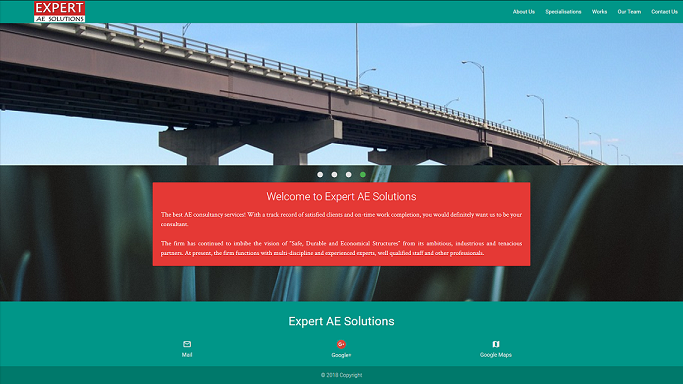 EXPERT
AE SOLUTIONS
About Us Specialisations Works Our Team Contact Us
Welcome to Expert AE Solutions
The best AE consultancy services! With a track record of satisfied clients and on-time work completion, you would definitely want us to be your
consultant.
The firm has continued to imbibe the vision of "Safe, Durable and Economical Structures" from its ambitious, industrious and tenacious
partners. At present, the firm functions with multi-discipline and experienced experts, well qualified staff and other professionals.
Expert AE Solutions
G+
Mail Google+ Google Maps
© 2018 Copyright